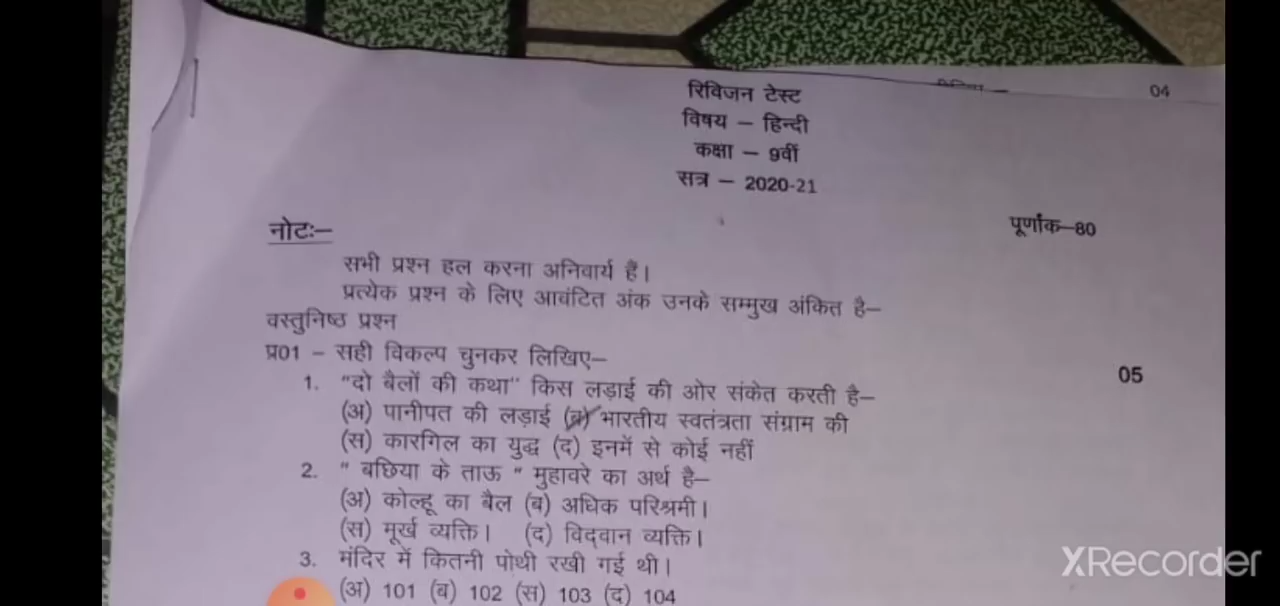 04
रिविजन टेस्ट
विषय – हिन्दी
कक्षा – 9वीं
सत्र – 2020-21
नोटः–
पूर्णांक–80
सभी प्रश्न हल करना अनिवार्य हैं।
प्रत्येक प्रश्न के लिए आवंटित अंक उनके सम्मुख अंकित है–
वस्तुनिष्ठ प्रश्न
प्र01 – सही विकल्प चुनकर लिखिए– 05
1. "दो बैलों की कथा" किस लड़ाई की ओर संकेत करती है–
(अ) पानीपत की लड़ाई (ब) भारतीय स्वतंत्रता संग्राम की
(स) कारगिल का युद्ध (द) इनमें से कोई नहीं
2. " बछिया के ताऊ " मुहावरे का अर्थ है–
(अ) कोल्हू का बैल (ब) अधिक परिश्रमी।
(स) मूर्ख व्यक्ति। (द) विद्वान व्यक्ति।
3. मंदिर में कितनी पोथी रखी गई थी।
(अ) 101 (ब) 102 (स) 103 (द) 104
XRecorder